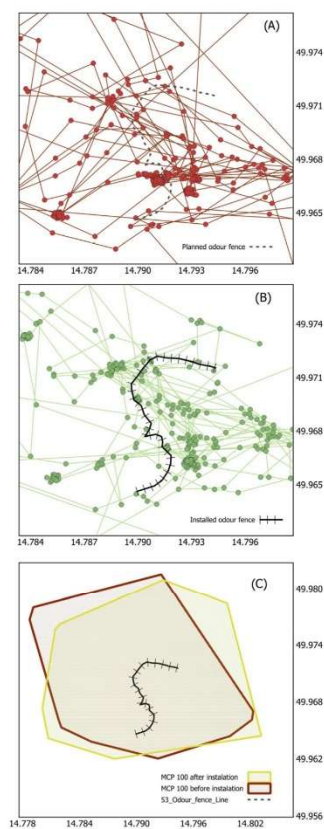 (A)
49.974
49.971
49.968
49.965
Planned odour fence
14.784 14.787 14.790 14.793 14.796
(B)
49.974
49.971
49.968
49.965
Installed odour fence
14.784 14.787 14.790 14.793 14.796
(C)
49.980
49.974
49.968
49.962
MCP 100 after instalation
MCP 100 before instalation
53_Odour_fence_Line
49.956
14.778 14.784 14.790 14.796 14.802